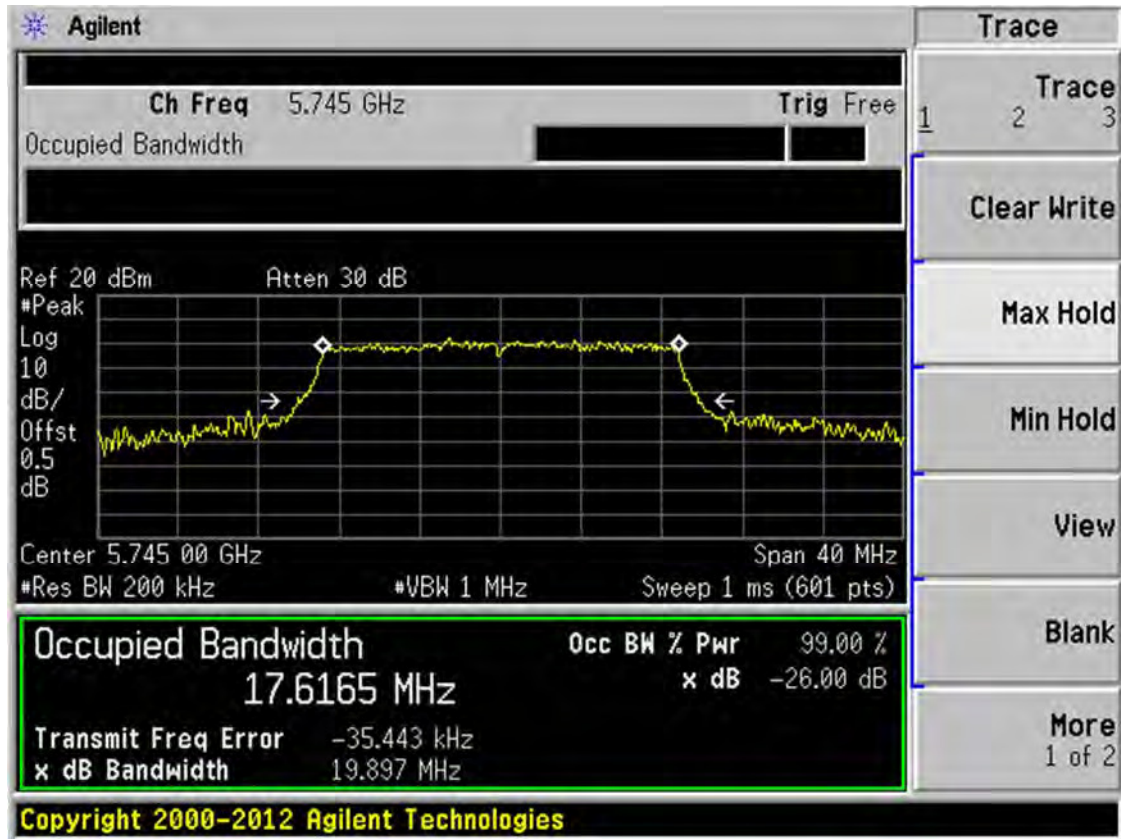 Agilent
Trace
Ch Freq 5.745 GHz Trig Free
Occupied Bandwidth
Trace
1 2 3
Clear Write
Ref 20 dBm Atten 30 dB
#Peak
Log
10
dB/
Offst
0.5
dB
Max Hold
Min Hold
View
Center 5.745 00 GHz Span 40 MHz
#Res BW 200 kHz #VBW 1 MHz Sweep 1 ms (601 pts)
Occupied Bandwidth
17.6165 MHz
Occ BW % Pwr 99.00 %
x dB -26.00 dB
Transmit Freq Error -35.443 kHz
x dB Bandwidth 19.897 MHz
Blank
More
1 of 2
Copyright 2000-2012 Agilent Technologies